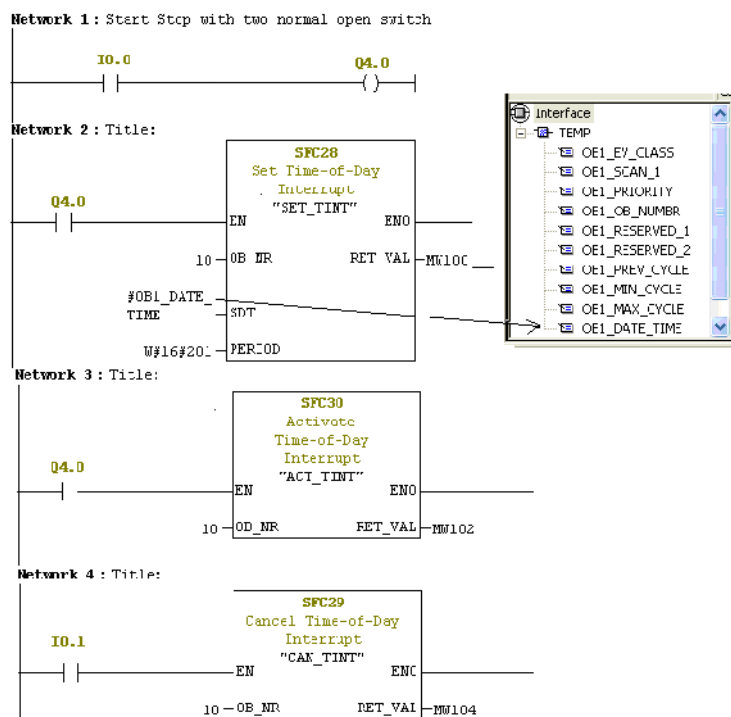 Network 1 : Start Stop with two normal open switch
I0.0
Q4.0
Network 2 : Title:
SFC28
Set Time-of-Day
Interrupt
"SET_TINT"
Q4.0
EN
ENO
10
OB_NR
RET_VAL
MW100
#OB1_DATE_
TIME
SDT
W#16#201
PERIOD
Interface
TEMP
OB1_EV_CLASS
OB1_SCAN_1
OB1_PRIORITY
OB1_OB_NUMBR
OB1_RESERVED_1
OB1_RESERVED_2
OB1_PREV_CYCLE
OB1_MIN_CYCLE
OB1_MAX_CYCLE
OB1_DATE_TIME
Network 3 : Title:
SFC30
Activate
Time-of-Day
Interrupt
"ACT_TINT"
Q4.0
EN
ENO
10
OB_NR
RET_VAL
MW102
Network 4 : Title:
SFC29
Cancel Time-of-Day
Interrupt
"CAN_TINT"
I0.1
EN
ENO
10
OB_NR
RET_VAL
MW104